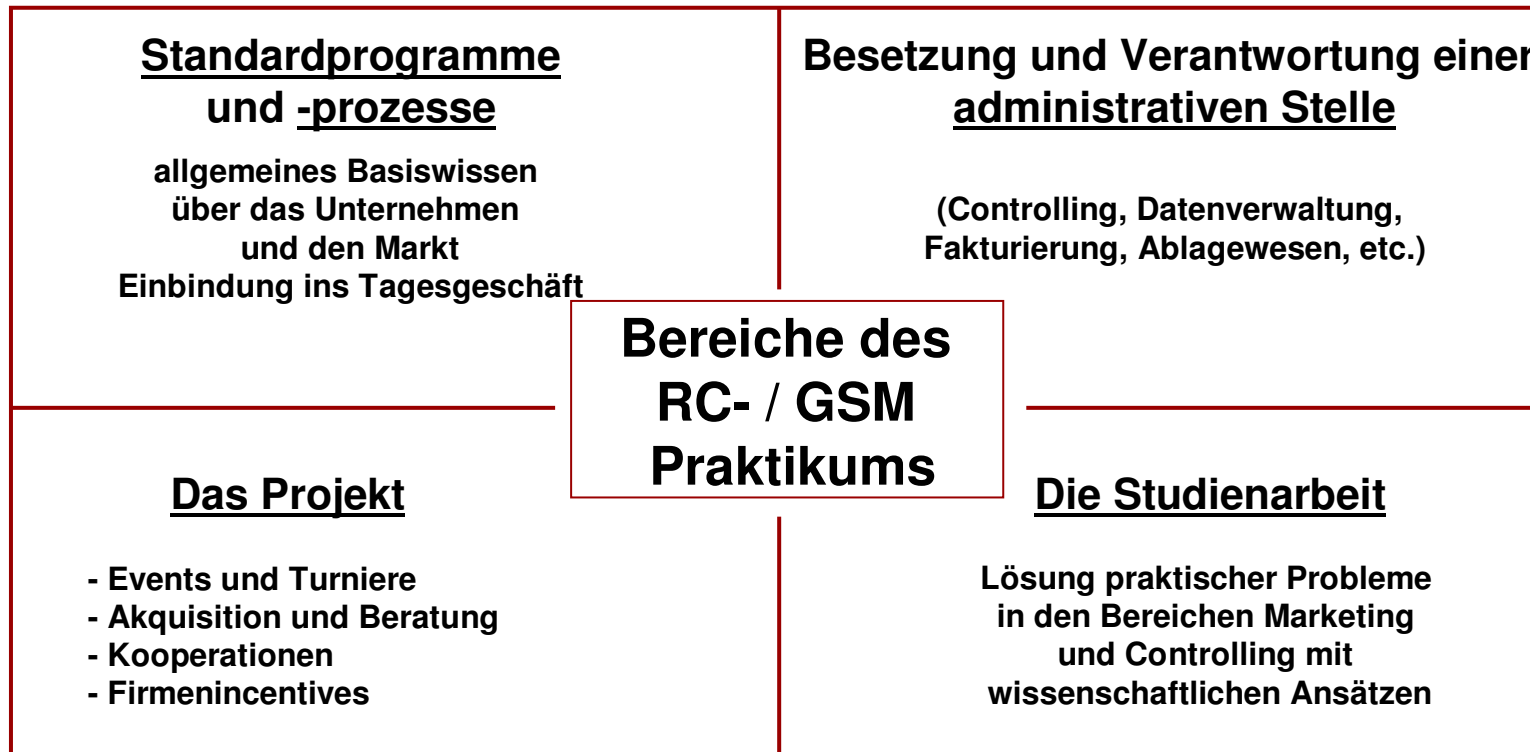 Standardprogramme
und -prozesse
allgemeines Basiswissen
über das Unternehmen
und den Markt
Einbindung ins Tagesgeschäft
Besetzung und Verantwortung einer
administrativen Stelle
(Controlling, Datenverwaltung,
Fakturierung, Ablagewesen, etc.)
Bereiche des
RC- / GSM
Praktikums
Das Projekt
- Events und Turniere
- Akquisition und Beratung
- Kooperationen
- Firmenincentives
Die Studienarbeit
Lösung praktischer Probleme
in den Bereichen Marketing
und Controlling mit
wissenschaftlichen Ansätzen